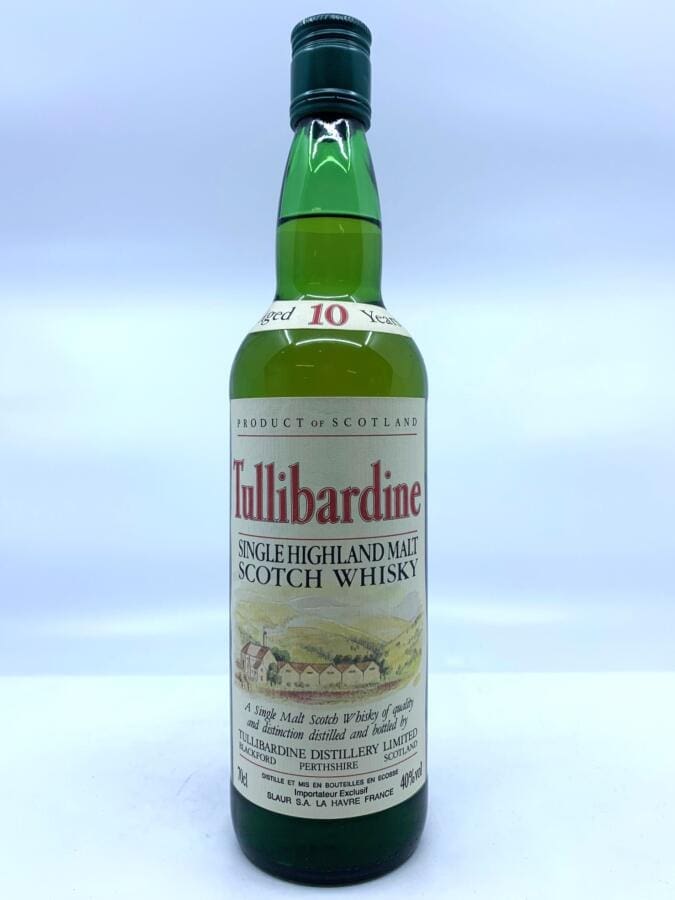 Aged 10 Years
PRODUCT OF SCOTLAND
Tullibardine
SINGLE HIGHLAND MALT
SCOTCH WHISKY
A Single Malt Scotch Whisky of quality
and distinction distilled and bottled by
TULLIBARDINE DISTILLERY LIMITED
BLACKFORD PERTHSHIRE SCOTLAND
70cl DISTILLE ET MIS EN BOUTEILLES EN ECOSSE 40%vol
Importateur Exclusif
SLAUR S.A. LA HAVRE FRANCE